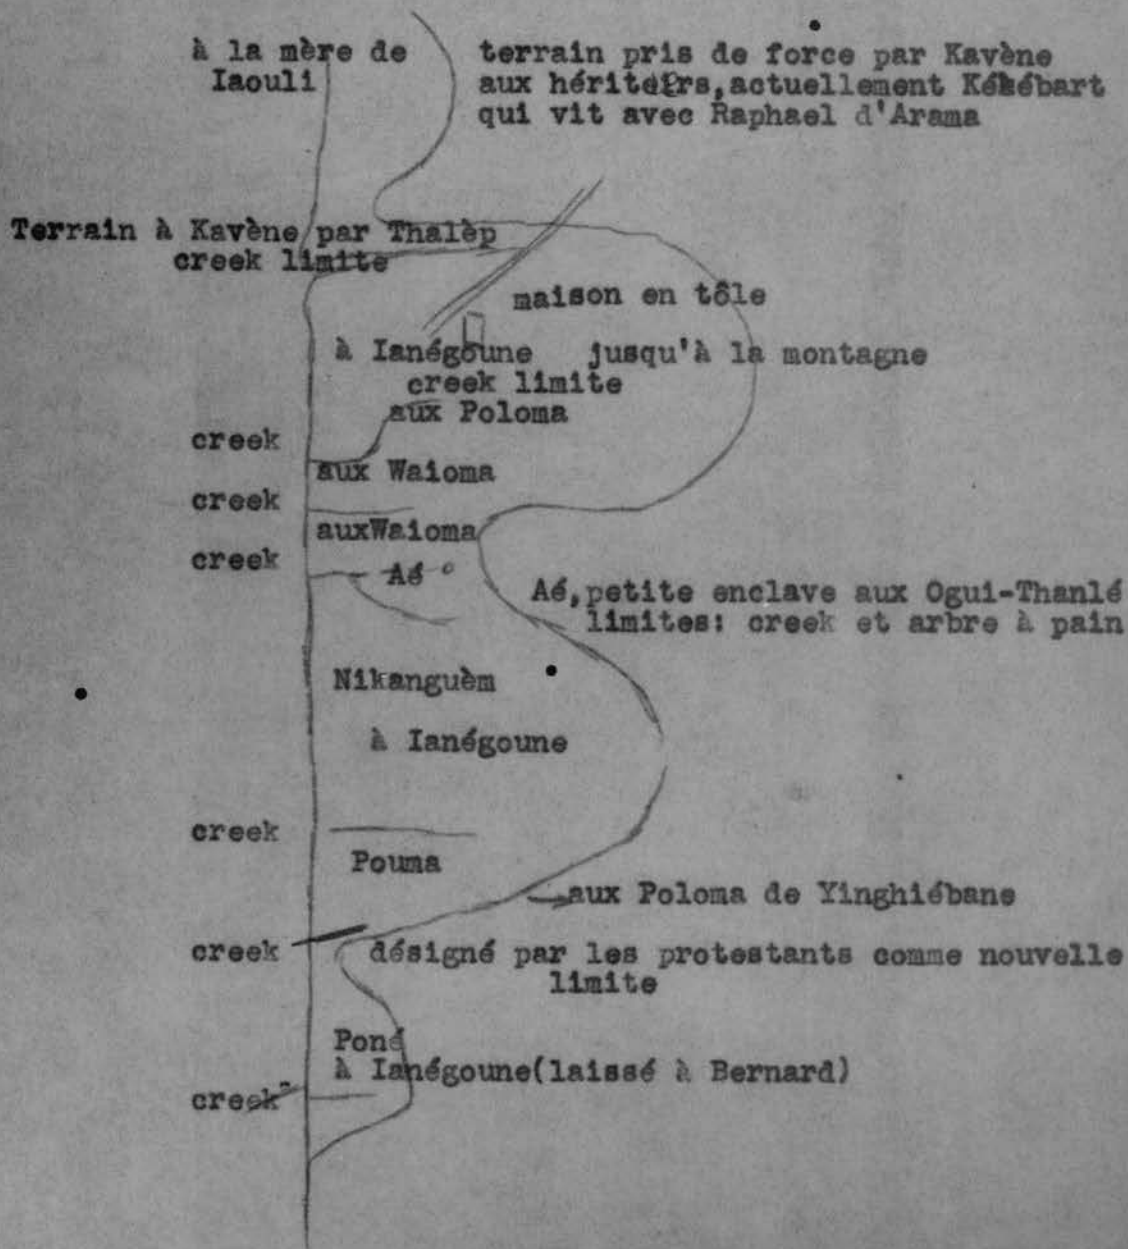 à la mère de
Iaouli
terrain pris de force par Kavène
aux hériters,actuellement Kékébart
qui vit avec Raphael d'Arama
Terrain à Kavène par Thalèp
creek limite
maison en tôle
à Ianégoune jusqu'à la montagne
creek limite
aux Poloma
creek
aux Waioma
creek
auxWaioma
creek
Aé
Aé,petite enclave aux Ogui-Thanlé
limites: creek et arbre à pain
Nikanguèm
à Ianégoune
creek
Pouma
aux Poloma de Yinghiébane
creek
désigné par les protestants comme nouvelle
limite
Poné
à Ianégoune(laissé à Bernard)
creek